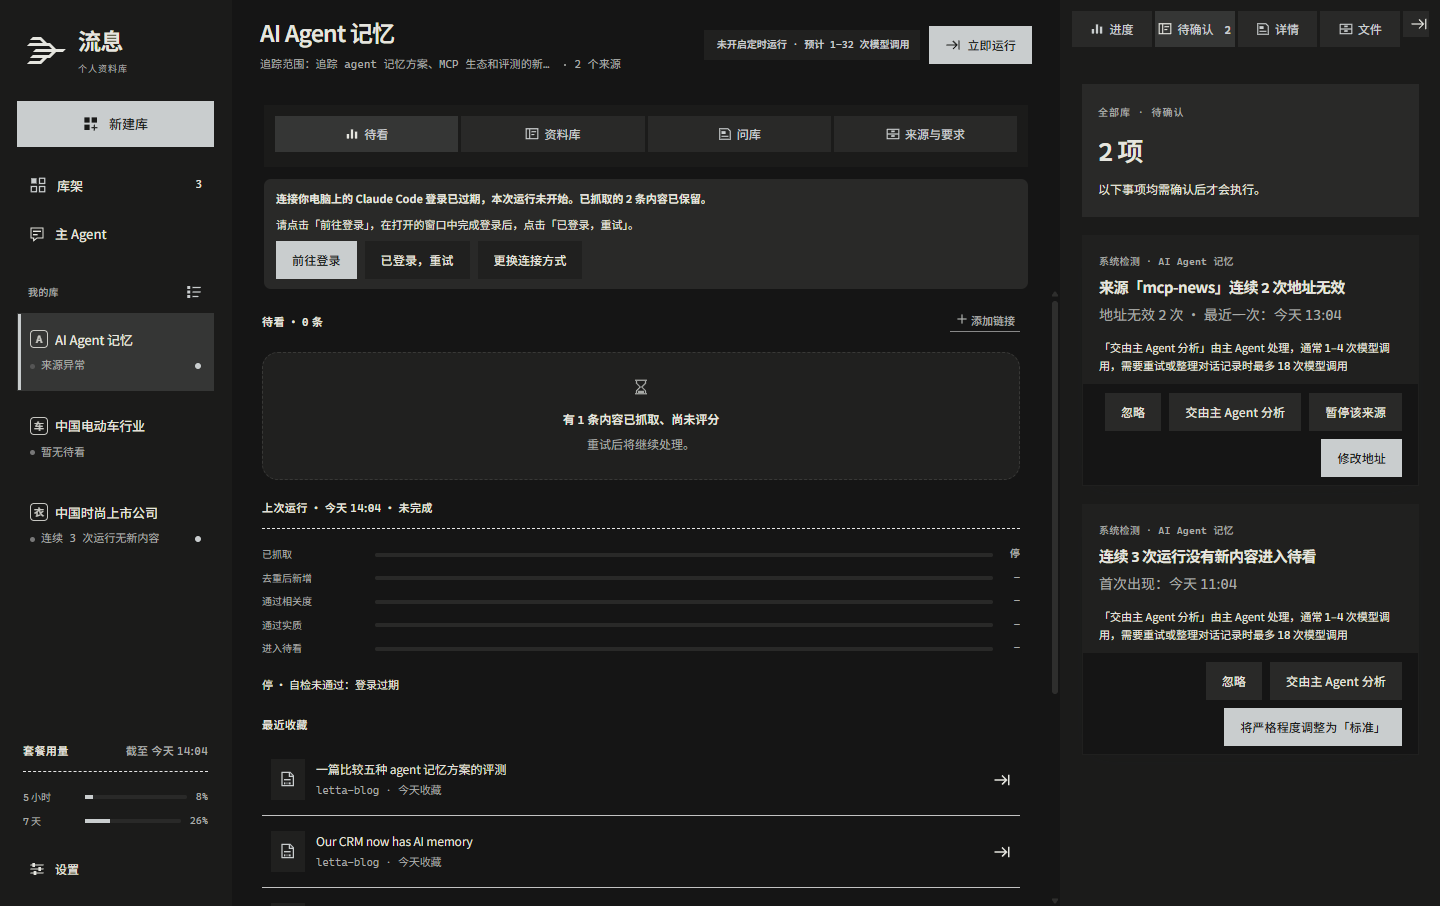 流息
个人资料库
新建库
库架 3
主 Agent
我的库
A AI Agent 记忆
来源异常
车 中国电动车行业
暂无待看
衣 中国时尚上市公司
连续 3 次运行无新内容
套餐用量 截至 今天 14:04
5 小时 8%
7 天 26%
设置
AI Agent 记忆
追踪范围: 追踪 agent 记忆方案、MCP 生态和评测的新… · 2 个来源
未开启定时运行 · 预计 1–32 次模型调用
立即运行
待看 资料库 问库 来源与要求
连接你电脑上的 Claude Code 登录已过期，本次运行未开始。已抓取的 2 条内容已保留。
请点击「前往登录」，在打开的窗口中完成登录后，点击「已登录，重试」。
前往登录 已登录，重试 更换连接方式
待看 · 0 条 添加链接
有 1 条内容已抓取、尚未评分
重试后将继续处理。
上次运行 · 今天 14:04 · 未完成
已抓取 停
去重后新增 —
通过相关度 —
通过实质 —
进入待看 —
停 · 自检未通过：登录过期
最近收藏
一篇比较五种 agent 记忆方案的评测
letta-blog · 今天收藏
Our CRM now has AI memory
letta-blog · 今天收藏
进度 待确认 2 详情 文件
全部库 · 待确认
2 项
以下事项均需确认后才会执行。
系统检测 · AI Agent 记忆
来源「mcp-news」连续 2 次地址无效
地址无效 2 次 · 最近一次：今天 13:04
「交由主 Agent 分析」由主 Agent 处理，通常 1–4 次模型调
用，需要重试或整理对话记录时最多 18 次模型调用
忽略 交由主 Agent 分析 暂停该来源
修改地址
系统检测 · AI Agent 记忆
连续 3 次运行没有新内容进入待看
首次出现：今天 11:04
「交由主 Agent 分析」由主 Agent 处理，通常 1–4 次模型调
用，需要重试或整理对话记录时最多 18 次模型调用
忽略 交由主 Agent 分析
将严格程度调整为「标准」